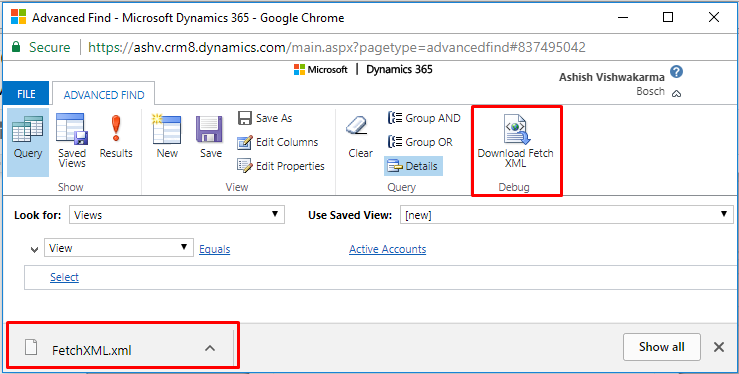 Advanced Find - Microsoft Dynamics 365 - Google Chrome
Secure https://ashv.crm8.dynamics.com/main.aspx?pagetype=advancedfind#837495042
Microsoft Dynamics 365
Ashish Vishwakarma ?
Bosch
FILE ADVANCED FIND
Query
Saved Views
Results
Show
New
Save
Save As
Edit Columns
Edit Properties
View
Clear
Group AND
Group OR
Details
Query
Download Fetch
XML
Debug
Look for: Views Use Saved View: [new]
View Equals Active Accounts
Select
FetchXML.xml Show all